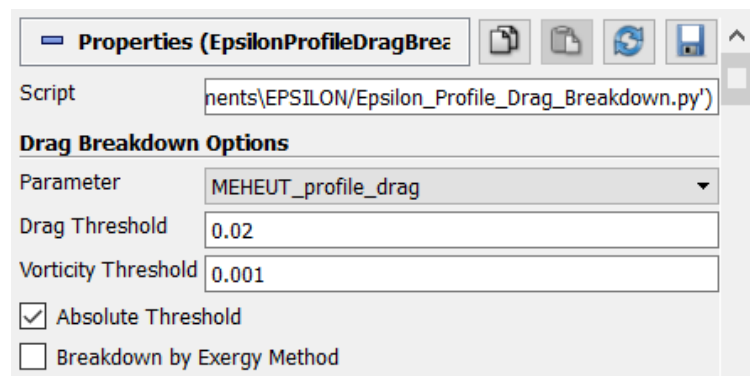 Properties (EpsilonProfileDragBrea
Script
nents\EPSILON/Epsilon_Profile_Drag_Breakdown.py')
Drag Breakdown Options
Parameter
MEHEUT_profile_drag
Drag Threshold
0.02
Vorticity Threshold
0.001
Absolute Threshold
Breakdown by Exergy Method